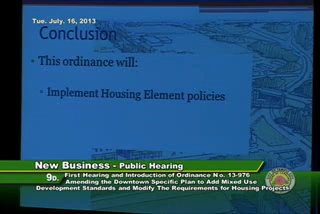 Tue. July. 16, 2013
Conclusion
• This ordinance will:
• Implement Housing Element policies
New Business - Public Hearing
9D. First Hearing and Introduction of Ordinance No. 13-976
Amending the Downtown Specific Plan to Add Mixed Use
Development Standards and Modify The Requirements for Housing Projects